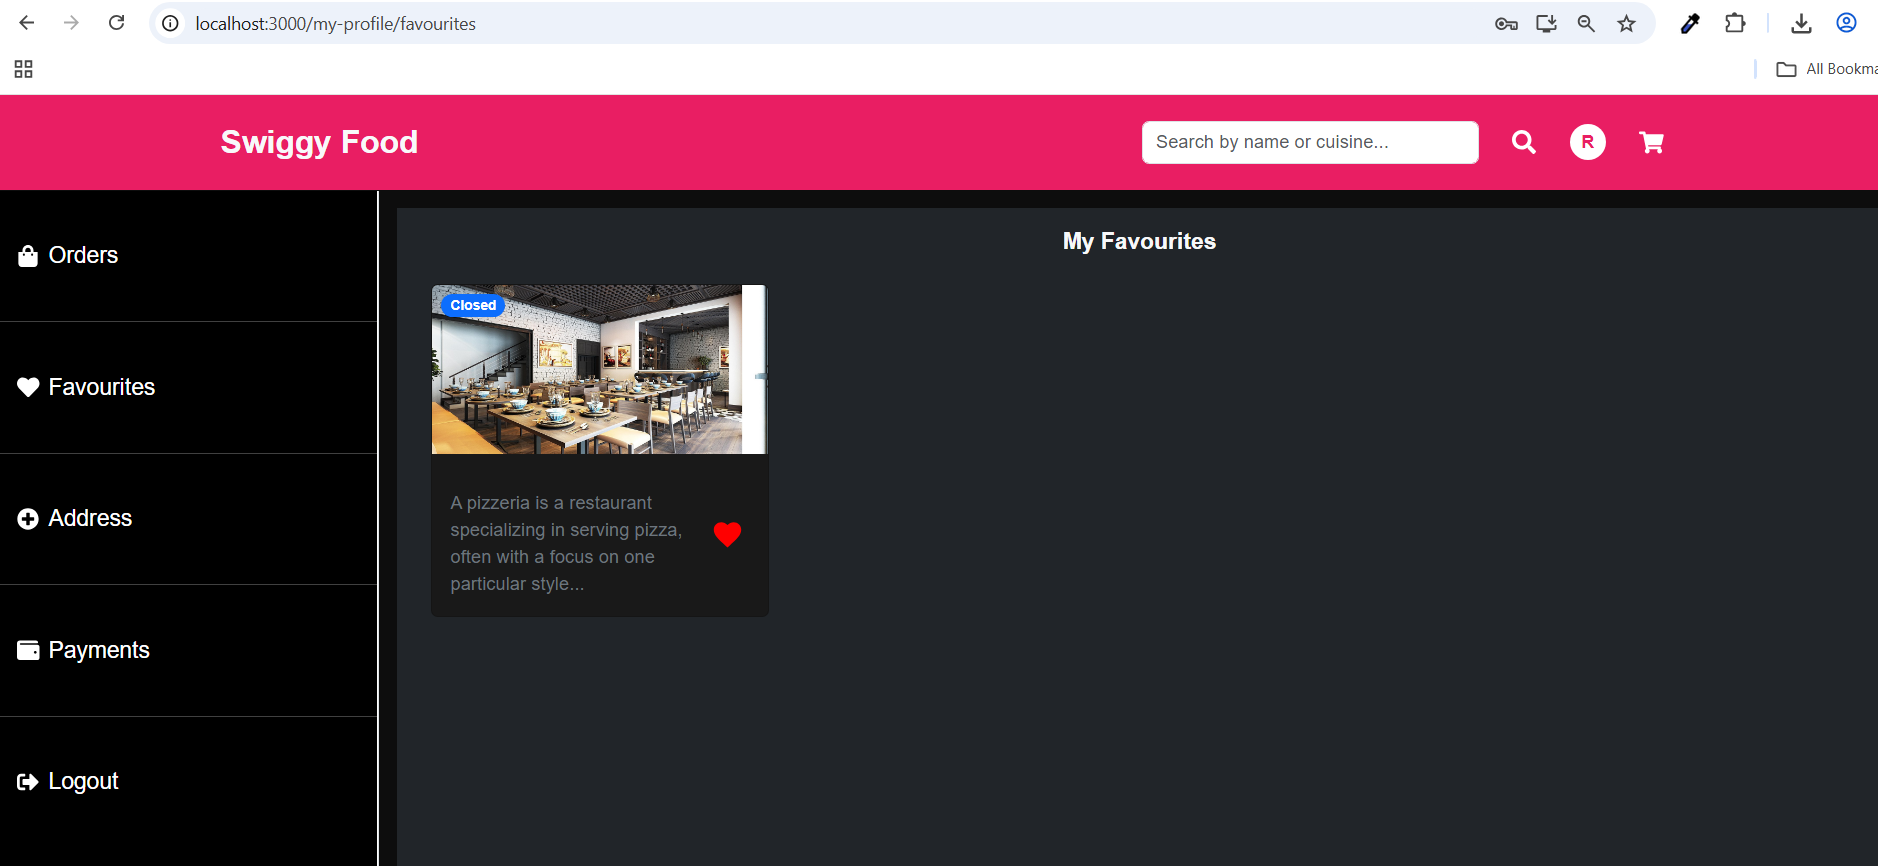 localhost:3000/my-profile/favourites
All Bookma
Swiggy Food
Search by name or cuisine...
R
Orders
Favourites
Address
Payments
Logout
My Favourites
Closed
A pizzeria is a restaurant
specializing in serving pizza,
often with a focus on one
particular style...